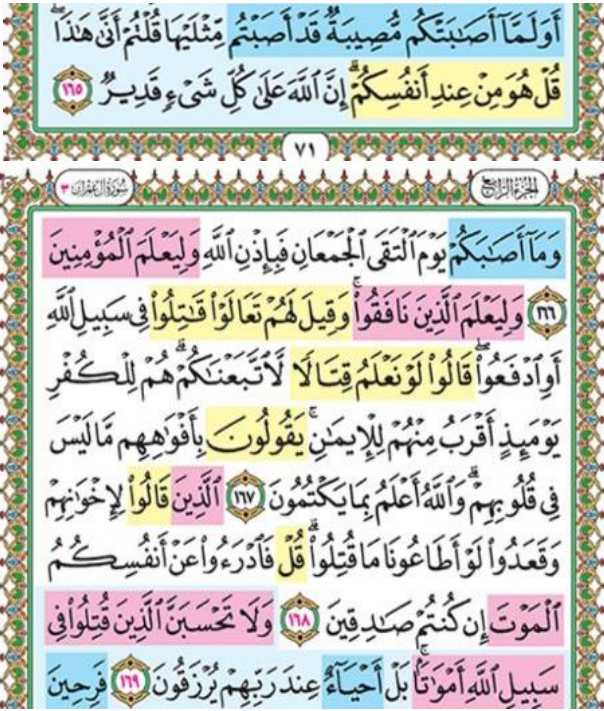 أَوَلَمَّآ أَصَٰبَتۡكُم مُّصِيبَةٞ قَدۡ أَصَبۡتُم مِّثۡلَيۡهَا قُلۡتُمۡ أَنَّىٰ هَٰذَاۖ
قُلۡ هُوَ مِنۡ عِندِ أَنفُسِكُمۡۗ إِنَّ ٱللَّهَ عَلَىٰ كُلِّ شَيۡءٖ قَدِيرٞ ١٦٥
٧١
الجزء الرابع سورة آل عمران ٣
وَمَآ أَصَٰبَكُمۡ يَوۡمَ ٱلۡتَقَى ٱلۡجَمۡعَانِ فَبِإِذۡنِ ٱللَّهِ وَلِيَعۡلَمَ ٱلۡمُؤۡمِنِينَ
١٦٦ وَلِيَعۡلَمَ ٱلَّذِينَ نَافَقُواْۚ وَقِيلَ لَهُمۡ تَعَالَوۡاْ قَٰتِلُواْ فِي سَبِيلِ ٱللَّهِ
أَوِ ٱدۡفَعُواْۖ قَالُواْ لَوۡ نَعۡلَمُ قِتَالٗا لَّٱتَّبَعۡنَٰكُمۡۗ هُمۡ لِلۡكُفۡرِ
يَوۡمَئِذٍ أَقۡرَبُ مِنۡهُمۡ لِلۡإِيمَٰنِۚ يَقُولُونَ بِأَفۡوَٰهِهِم مَّا لَيۡسَ
فِي قُلُوبِهِمۡۚ وَٱللَّهُ أَعۡلَمُ بِمَا يَكۡتُمُونَ ١٦٧ ٱلَّذِينَ قَالُواْ لِإِخۡوَٰنِهِمۡ
وَقَعَدُواْ لَوۡ أَطَاعُونَا مَا قُتِلُواْۗ قُلۡ فَٱدۡرَءُواْ عَنۡ أَنفُسِكُمُ
ٱلۡمَوۡتَ إِن كُنتُمۡ صَٰدِقِينَ ١٦٨ وَلَا تَحۡسَبَنَّ ٱلَّذِينَ قُتِلُواْ فِي
سَبِيلِ ٱللَّهِ أَمۡوَٰتَۢاۚ بَلۡ أَحۡيَآءٌ عِندَ رَبِّهِمۡ يُرۡزَقُونَ ١٦٩ فَرِحِينَ